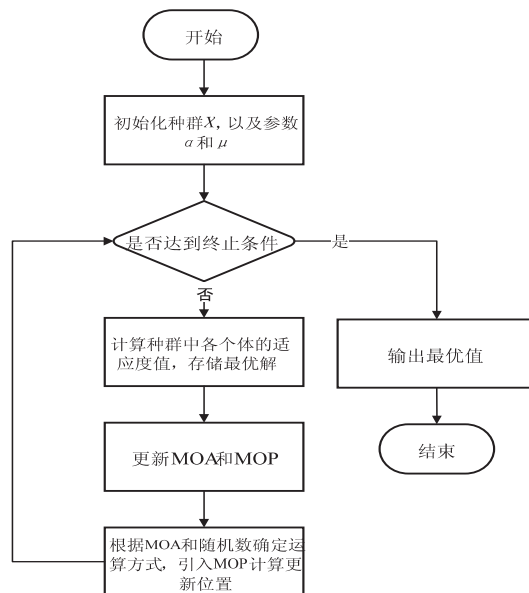 开始
初始化种群X，以及参数
α和μ
是否达到终止条件
是
否
计算种群中各个体的适
应度值，存储最优解
输出最优值
更新MOA和MOP
结束
根据MOA和随机数确定运
算方式，引入MOP计算更
新位置